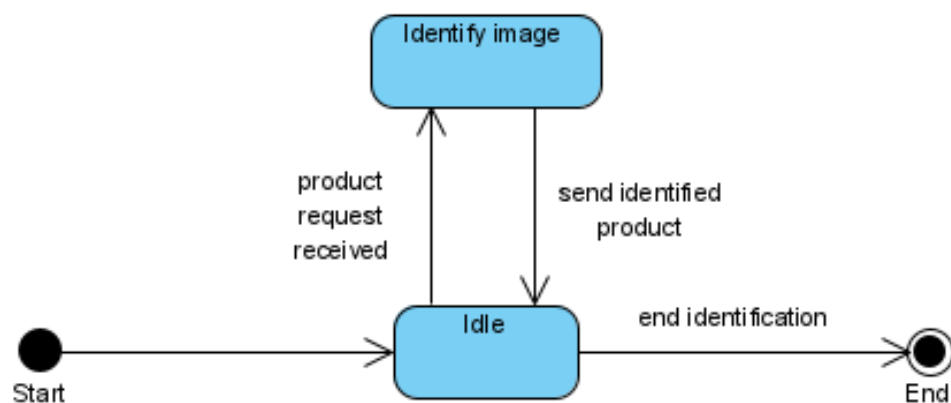 Identify image
product
request
received
send identified
product
Idle
end identification
Start
End